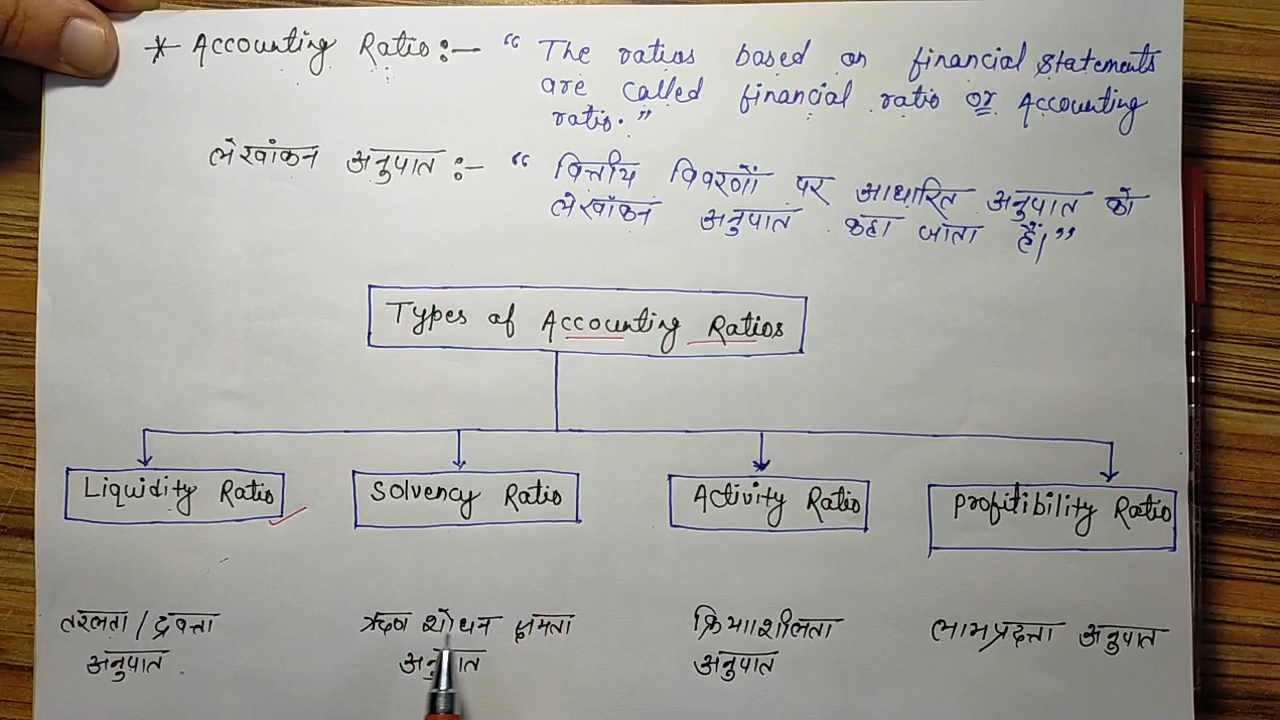 * Accounting Ratio:— “ The ratios based on financial statements
are called financial ratio or Accounting
ratio.”
लेखांकन अनुपात :- “ वित्तीय विवरणों पर आधारित अनुपात को
लेखांकन अनुपात कहा जाता हैं।”
Types of Accounting Ratios
Liquidity Ratio
Solvency Ratio
Activity Ratio
Profitibility Ratio
तरलता / द्रवता
अनुपात
ऋण शोधन क्षमता
अनुपात
क्रियाशीलता
अनुपात
लाभप्रदत्ता अनुपात